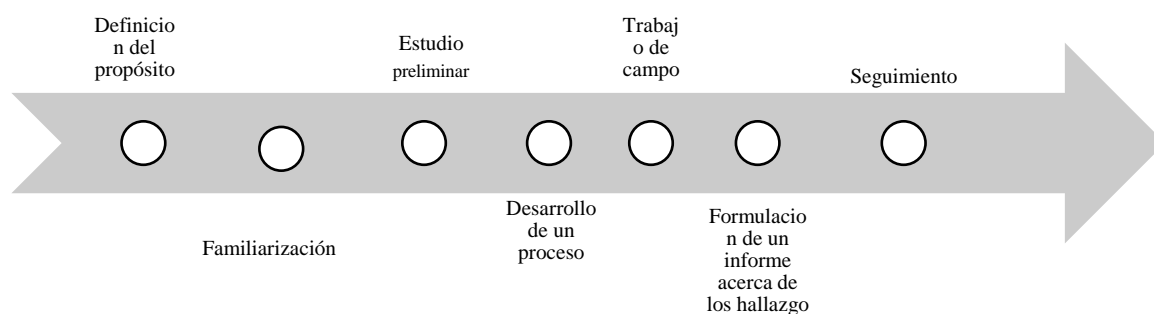 Definicio
n del
propósito
Familiarización
Estudio
preliminar
Desarrollo
de un
proceso
Trabaj
o de
campo
Formulacio
n de un
informe
acerca de
los hallazgo
Seguimiento